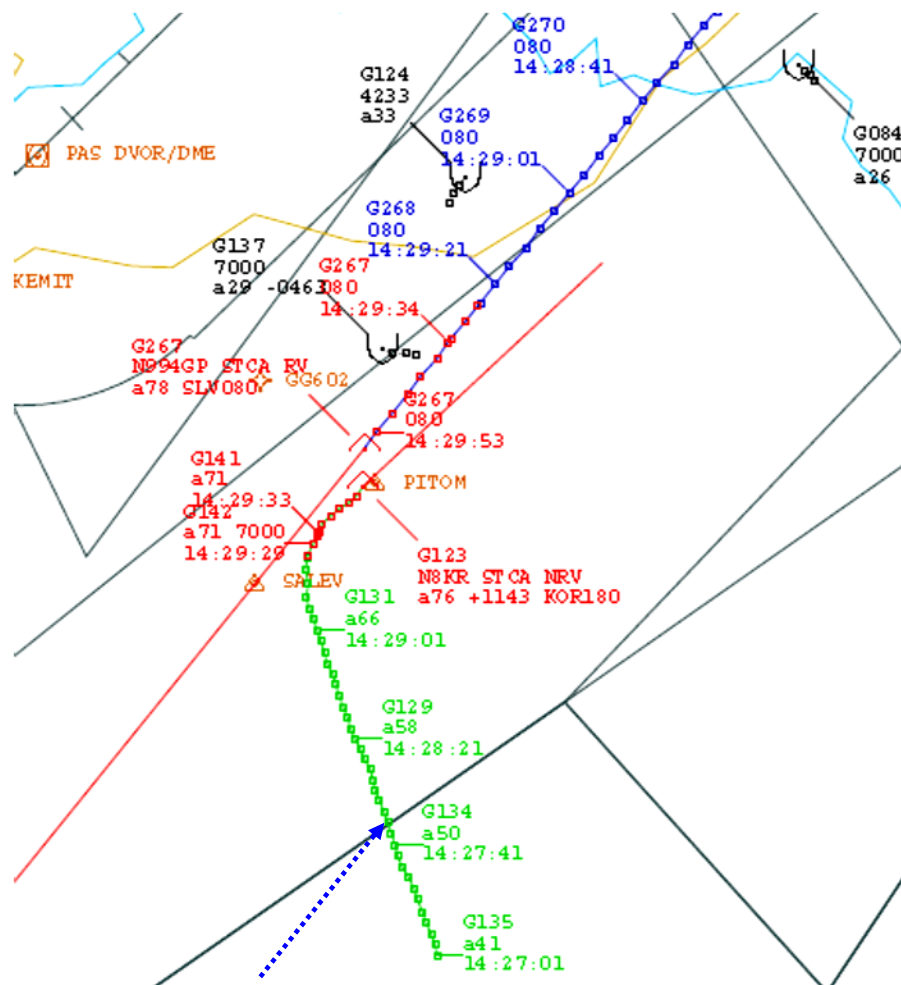 G270
080
14:28:41
G124
4233
a33
G269
080
14:29:01
G084
7000
a26
PAS DVOR/DME
G268
080
14:29:21
G137
7000
a29 -0463
KEMIT
G267
080
14:29:34
G267
N994GP STCA RV
a78 SLV080
GG602
G267
080
14:29:53
G141
a71
14:29:33
PITOM
G142
a71 7000
14:29:29
G123
N8KR STCA NRV
a76 +1143 KOR180
SALEV
G131
a66
14:29:01
G129
a58
14:28:21
G134
a50
14:27:41
G135
a41
14:27:01